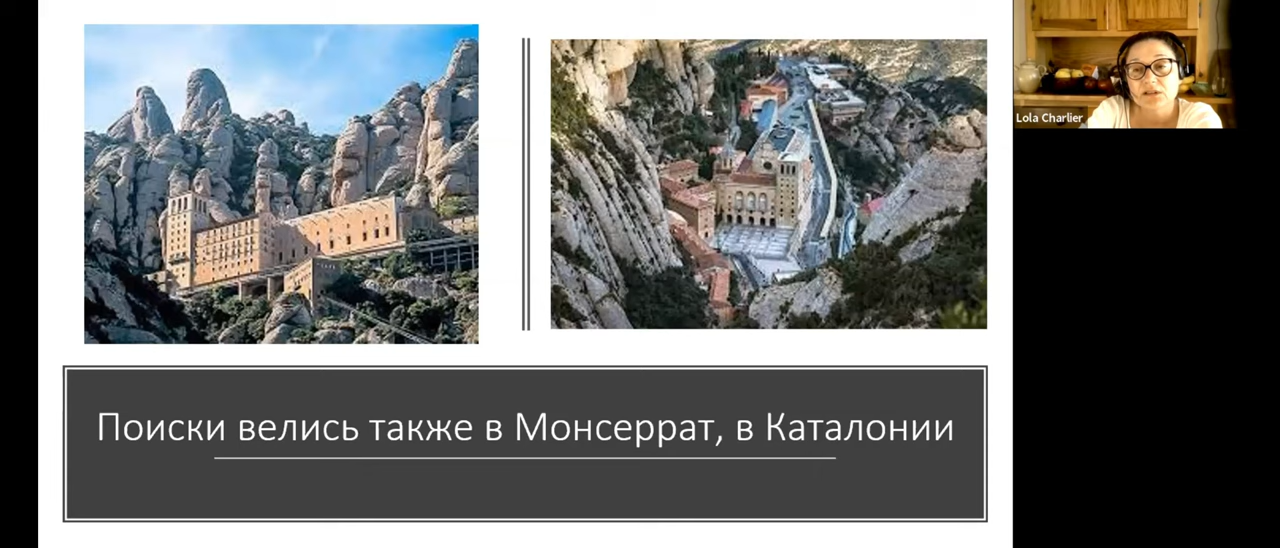 Lola Charlier
Поиски велись также в Монсеррат, в Каталонии